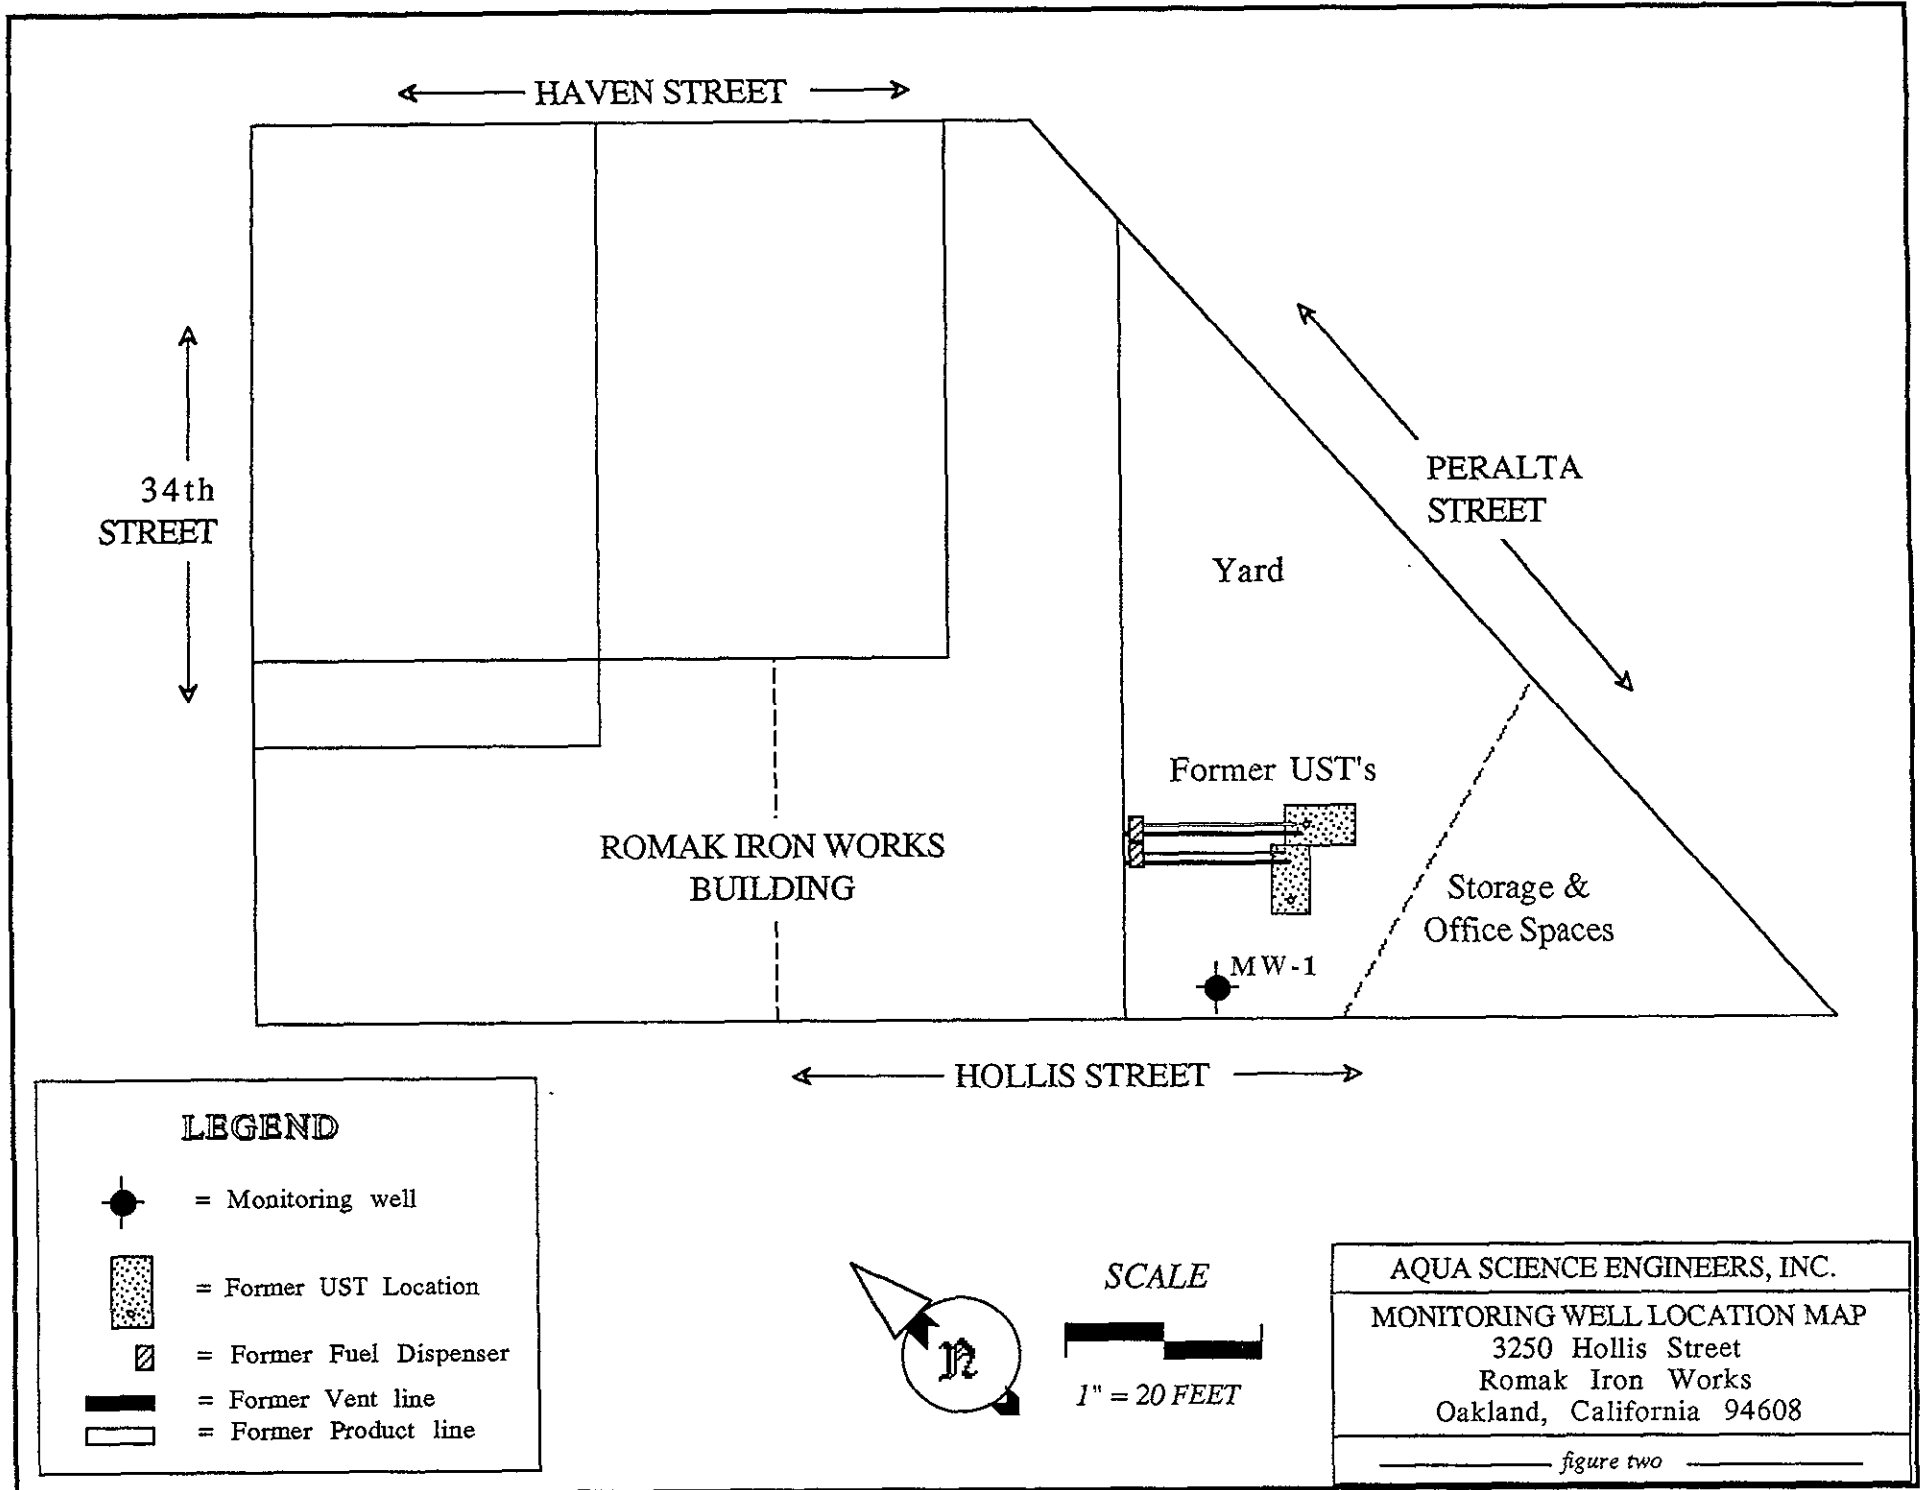 HAVEN STREET
34th
STREET
PERALTA
STREET
Yard
Former UST's
ROMAK IRON WORKS
BUILDING
Storage &
Office Spaces
MW-1
HOLLIS STREET
LEGEND
= Monitoring well
= Former UST Location
= Former Fuel Dispenser
= Former Vent line
= Former Product line
n
SCALE
1" = 20 FEET
AQUA SCIENCE ENGINEERS, INC.
MONITORING WELL LOCATION MAP
3250 Hollis Street
Romak Iron Works
Oakland, California 94608
figure two